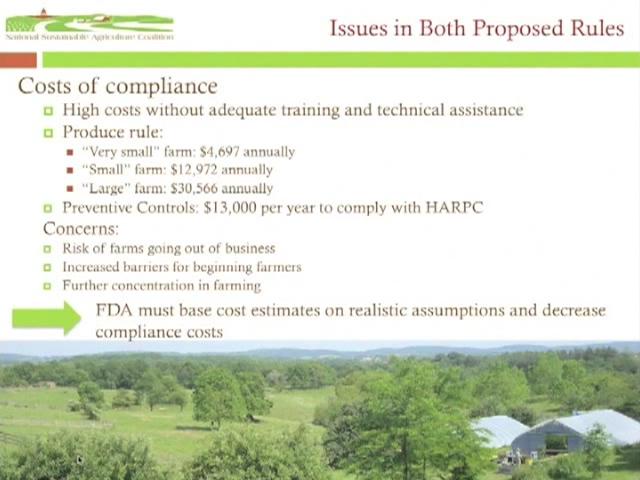 National Sustainable Agriculture Coalition
Issues in Both Proposed Rules
Costs of compliance
High costs without adequate training and technical assistance
Produce rule:
“Very small” farm: $4,697 annually
“Small” farm: $12,972 annually
“Large” farm: $30,566 annually
Preventive Controls: $13,000 per year to comply with HARPC
Concerns:
Risk of farms going out of business
Increased barriers for beginning farmers
Further concentration in farming
FDA must base cost estimates on realistic assumptions and decrease
compliance costs